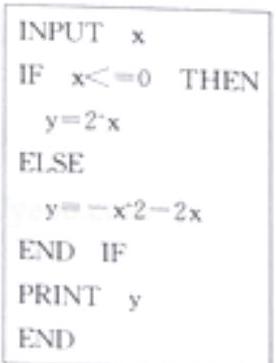 INPUT x
IF x<=0 THEN
y=2^x
ELSE
y=-x^2-2x
END IF
PRINT y
END